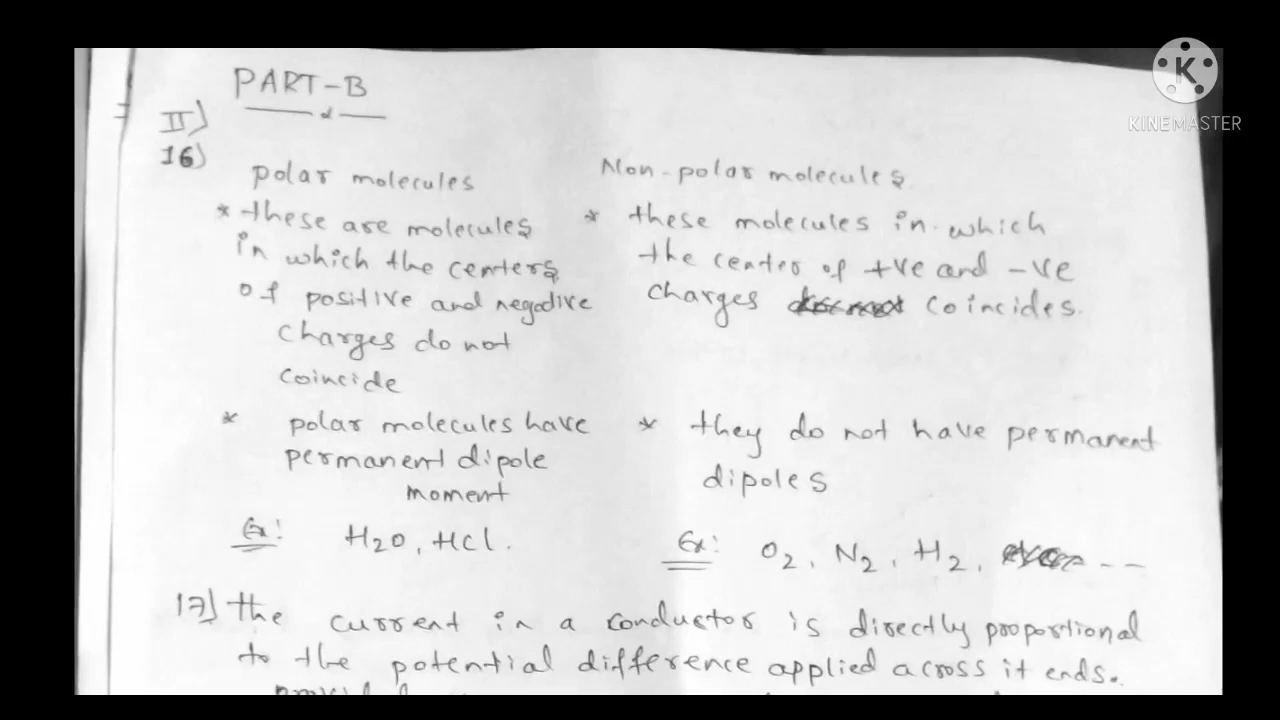 PART-B
II)
16)
polar molecules
* these are molecules
in which the centers
of positive and negative
charges do not
coincide
* polar molecules have
permanent dipole
moment
Ex: H2O, HCl.
Non-polar molecules
* these molecules in which
the center of +ve and -ve
charges coincides.
* they do not have permanent
dipoles
Ex: O2, N2, H2, --
17) the current in a conductor is directly proportional
to the potential difference applied across it ends.
K
KINEMASTER